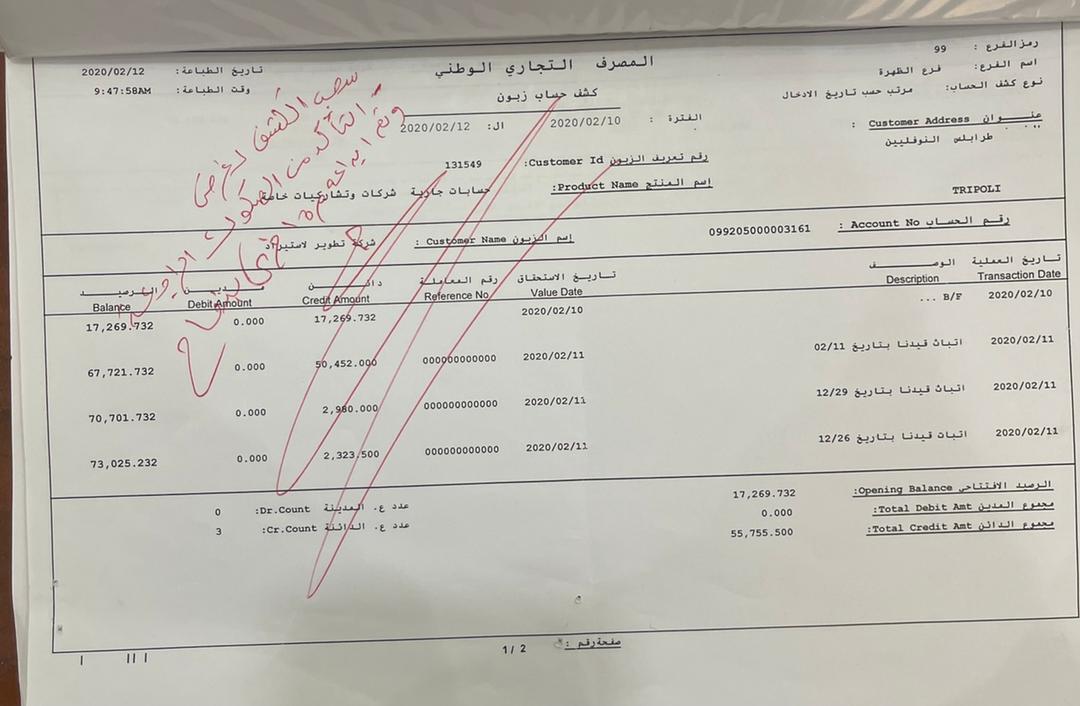 رمز الفرع : 99
المصرف التجاري الوطني
تاريخ الطباعة: 2020/02/12
اسم الفرع: فرع الظهرة
وقت الطباعة: 9:47:58AM
نوع كشف الحساب: مرتب حسب تاريخ الادخال
كشف حساب زبون
عنـــوان Customer Address :
الفترة : 2020/02/10 ال: 2020/02/12
طرابلس النوفليين
رقم تعريف الزبون Customer Id: 131549
إسم المنتج Product Name: حسابات جارية شركات وتشاركيات خاصة
TRIPOLI
رقم الحساب Account No : 099205000003161
إسم الزبون Customer Name : شركة تطوير لاستيراد
سحب الكشف لغرض
التأكد من الصكوك
تاريخ العملية الوصــف تاريخ الاستحقاق رقم المعاملة دائــن مــدين الرصيــد
Transaction Date Description Value Date Reference No Credit Amount Debit Amount Balance
2020/02/10 B/F ... 2020/02/10 17,269.732 0.000 17,269.732
2020/02/11 اثبات قيدنا بتاريخ 02/11 2020/02/11 000000000000 50,452.000 0.000 67,721.732
2020/02/11 اثبات قيدنا بتاريخ 12/29 2020/02/11 000000000000 2,980.000 0.000 70,701.732
2020/02/11 اثبات قيدنا بتاريخ 12/26 2020/02/11 000000000000 2,323.500 0.000 73,025.232
الرصيد الافتتاحي Opening Balance: 17,269.732
عدد ع. المدينة Dr.Count: 0
مجموع المدين Total Debit Amt: 0.000
عدد ع. الدائنة Cr.Count: 3
مجموع الدائن Total Credit Amt: 55,755.500
صفحة رقم : 1/ 2